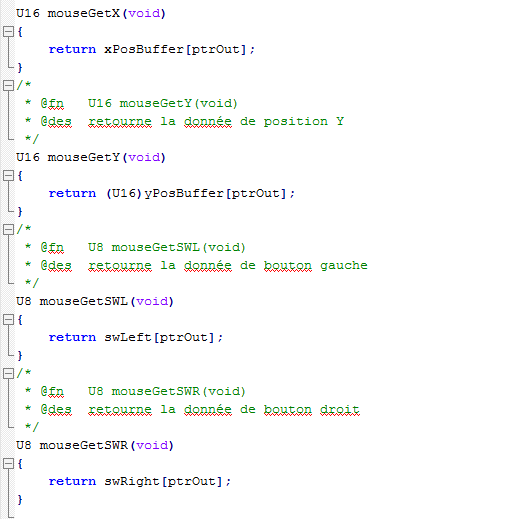 U16 mouseGetX(void)
{
    return xPosBuffer[ptrOut];
}
/*
 * @fn   U16 mouseGetY(void)
 * @des  retourne la donnée de position Y
 */
U16 mouseGetY(void)
{
    return (U16)yPosBuffer[ptrOut];
}
/*
 * @fn   U8 mouseGetSWL(void)
 * @des  retourne la donnée de bouton gauche
 */
U8 mouseGetSWL(void)
{
    return swLeft[ptrOut];
}
/*
 * @fn   U8 mouseGetSWR(void)
 * @des  retourne la donnée de bouton droit
 */
U8 mouseGetSWR(void)
{
    return swRight[ptrOut];
}